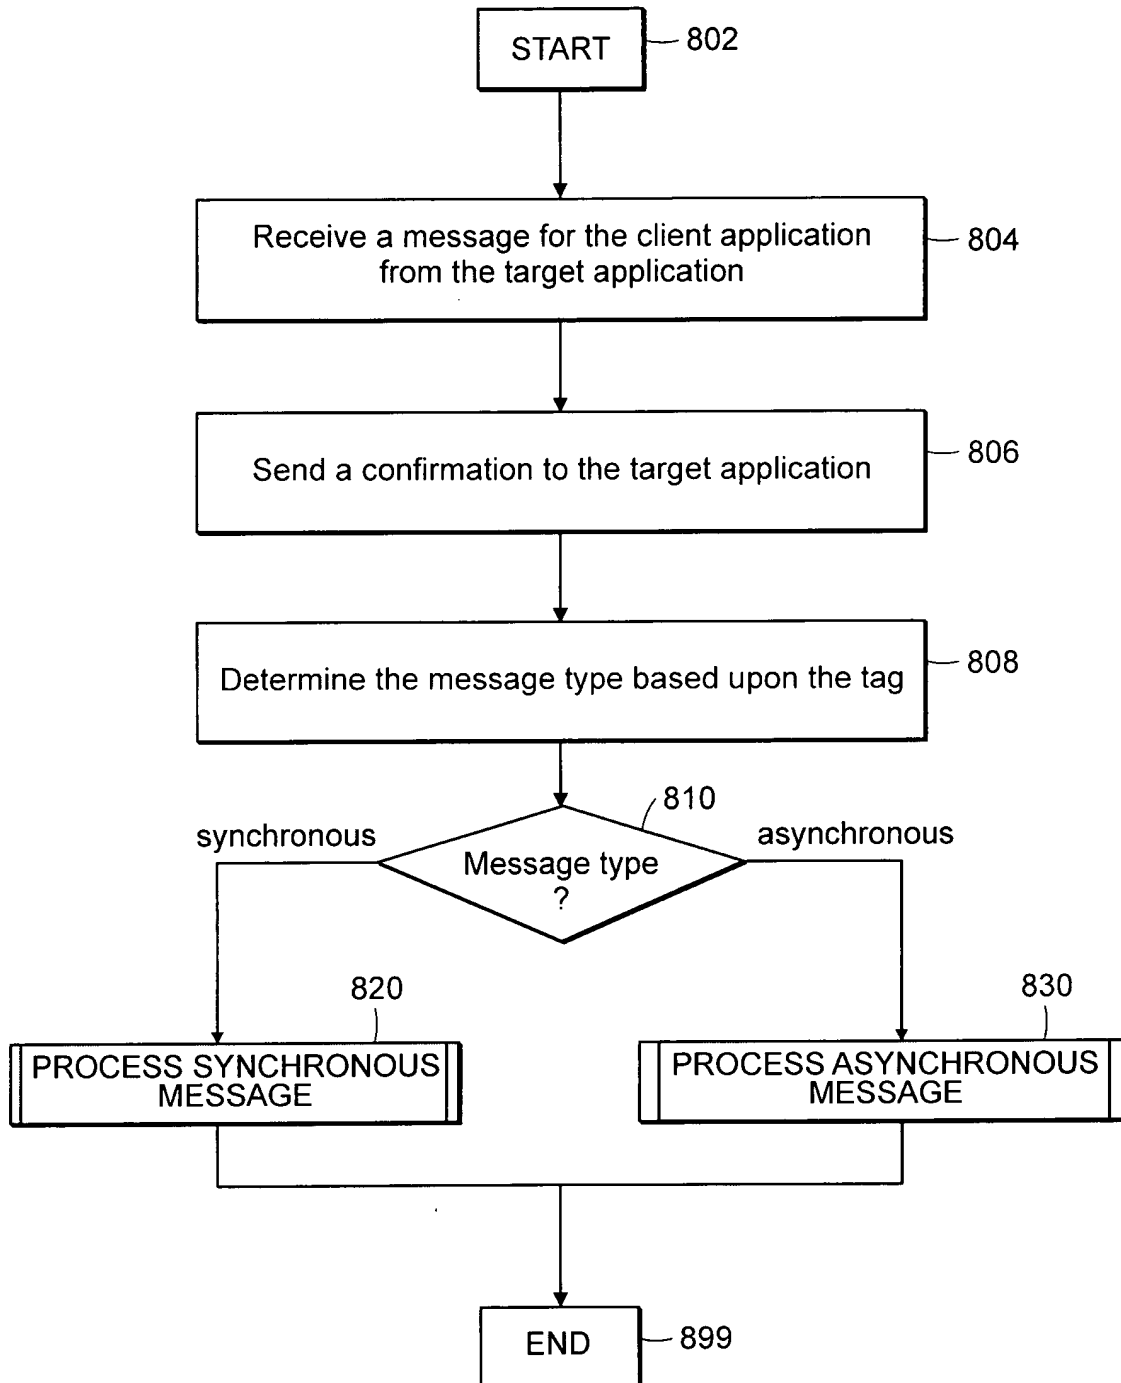 START
802
Receive a message for the client application
from the target application
804
Send a confirmation to the target application
806
Determine the message type based upon the tag
808
810
synchronous
asynchronous
Message type
?
820
830
PROCESS SYNCHRONOUS
MESSAGE
PROCESS ASYNCHRONOUS
MESSAGE
END
899